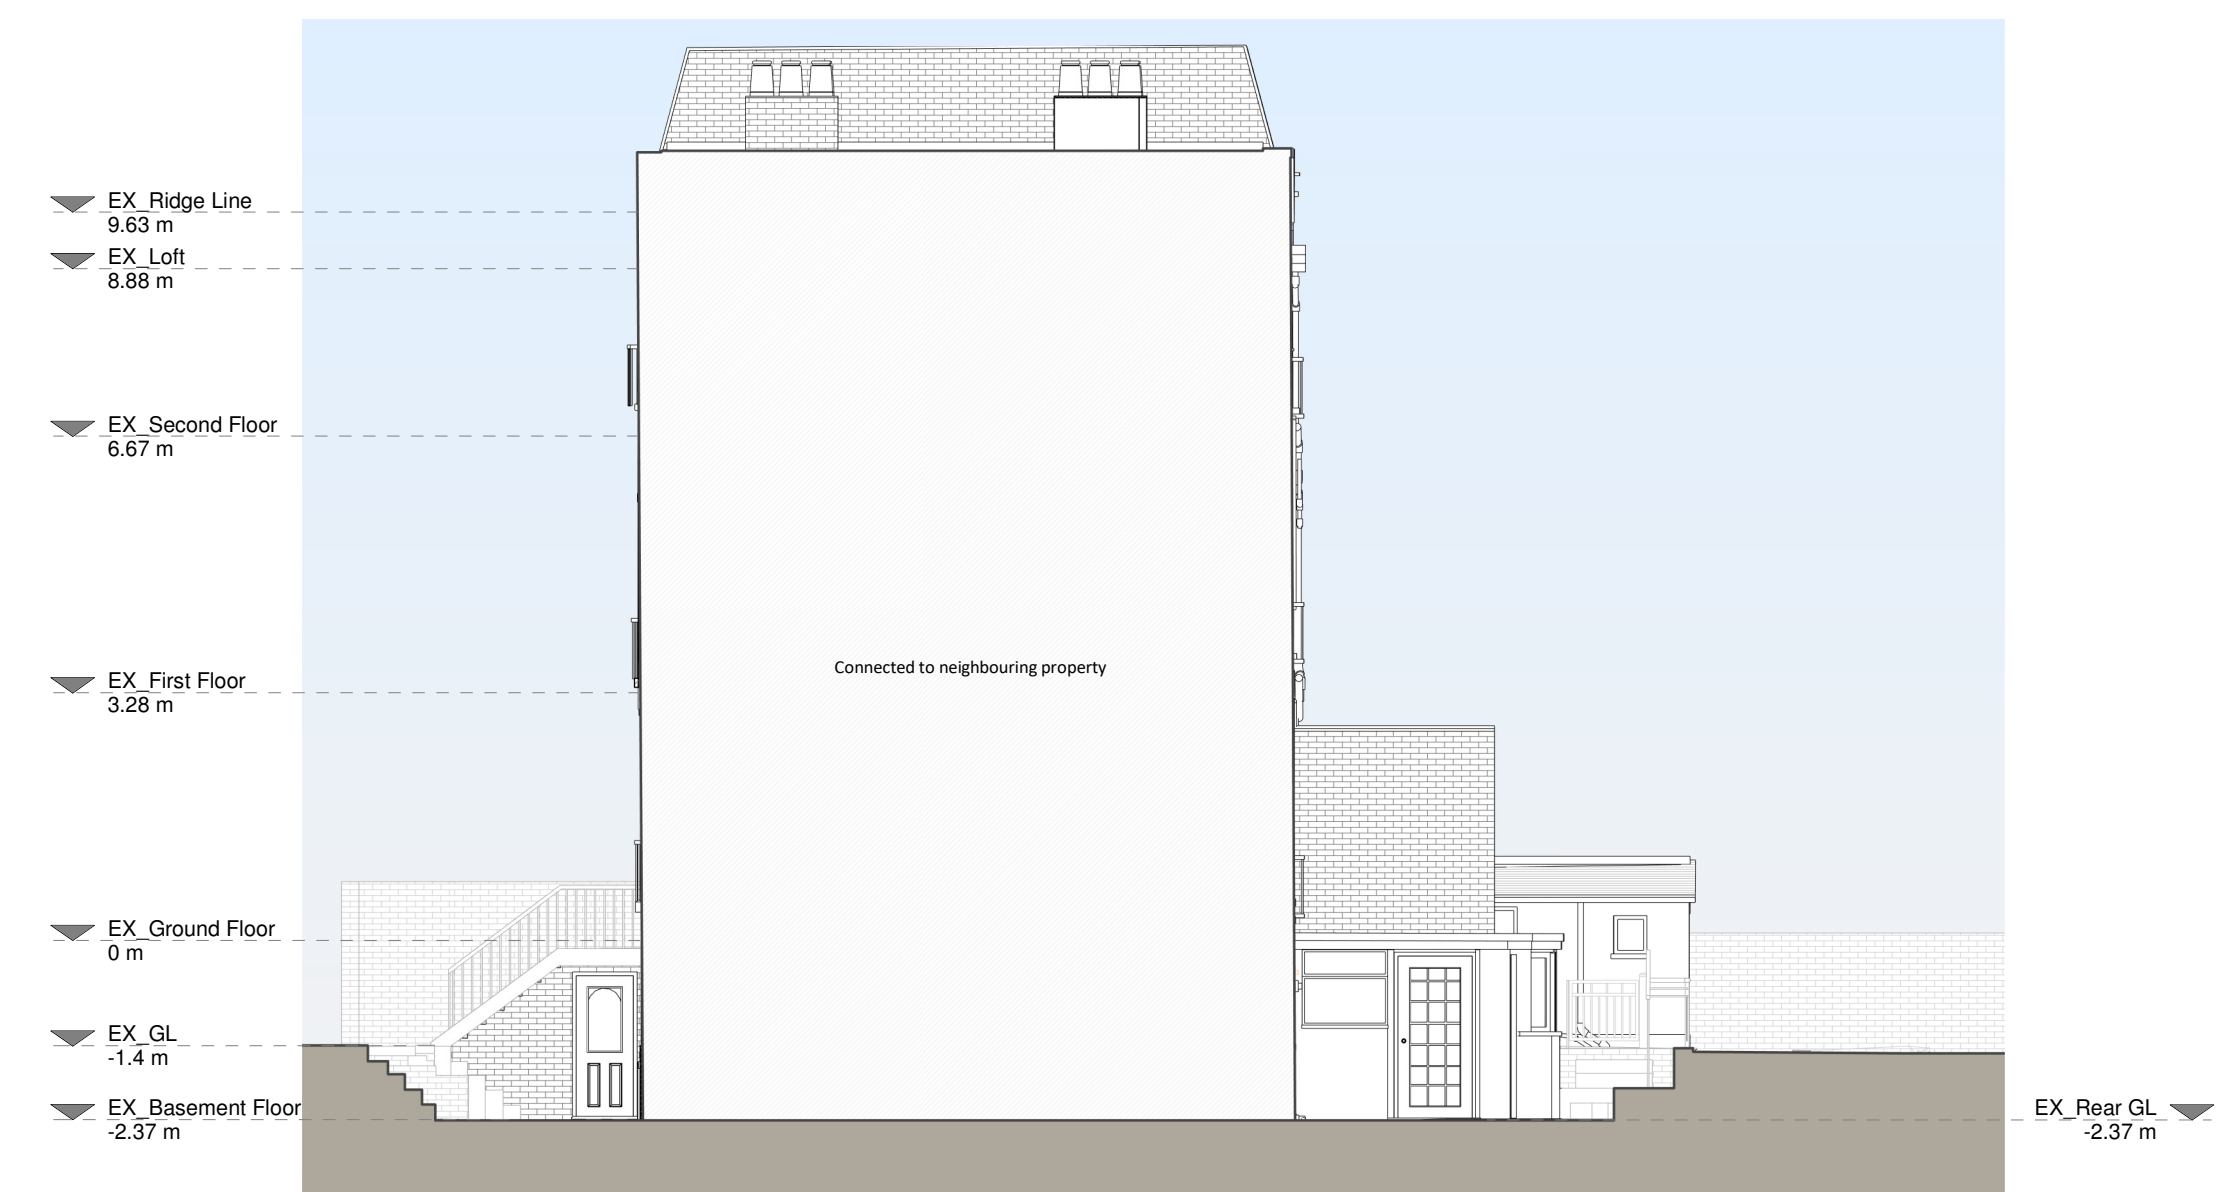 EX_Ridge Line
9.63 m
EX_Loft
8.88 m
EX_Second Floor
6.67 m
Connected to neighbouring property
EX_First Floor
3.28 m
EX_Ground Floor
0 m
EX_GL
-1.4 m
EX_Basement Floor
-2.37 m
EX_Rear GL
-2.37 m